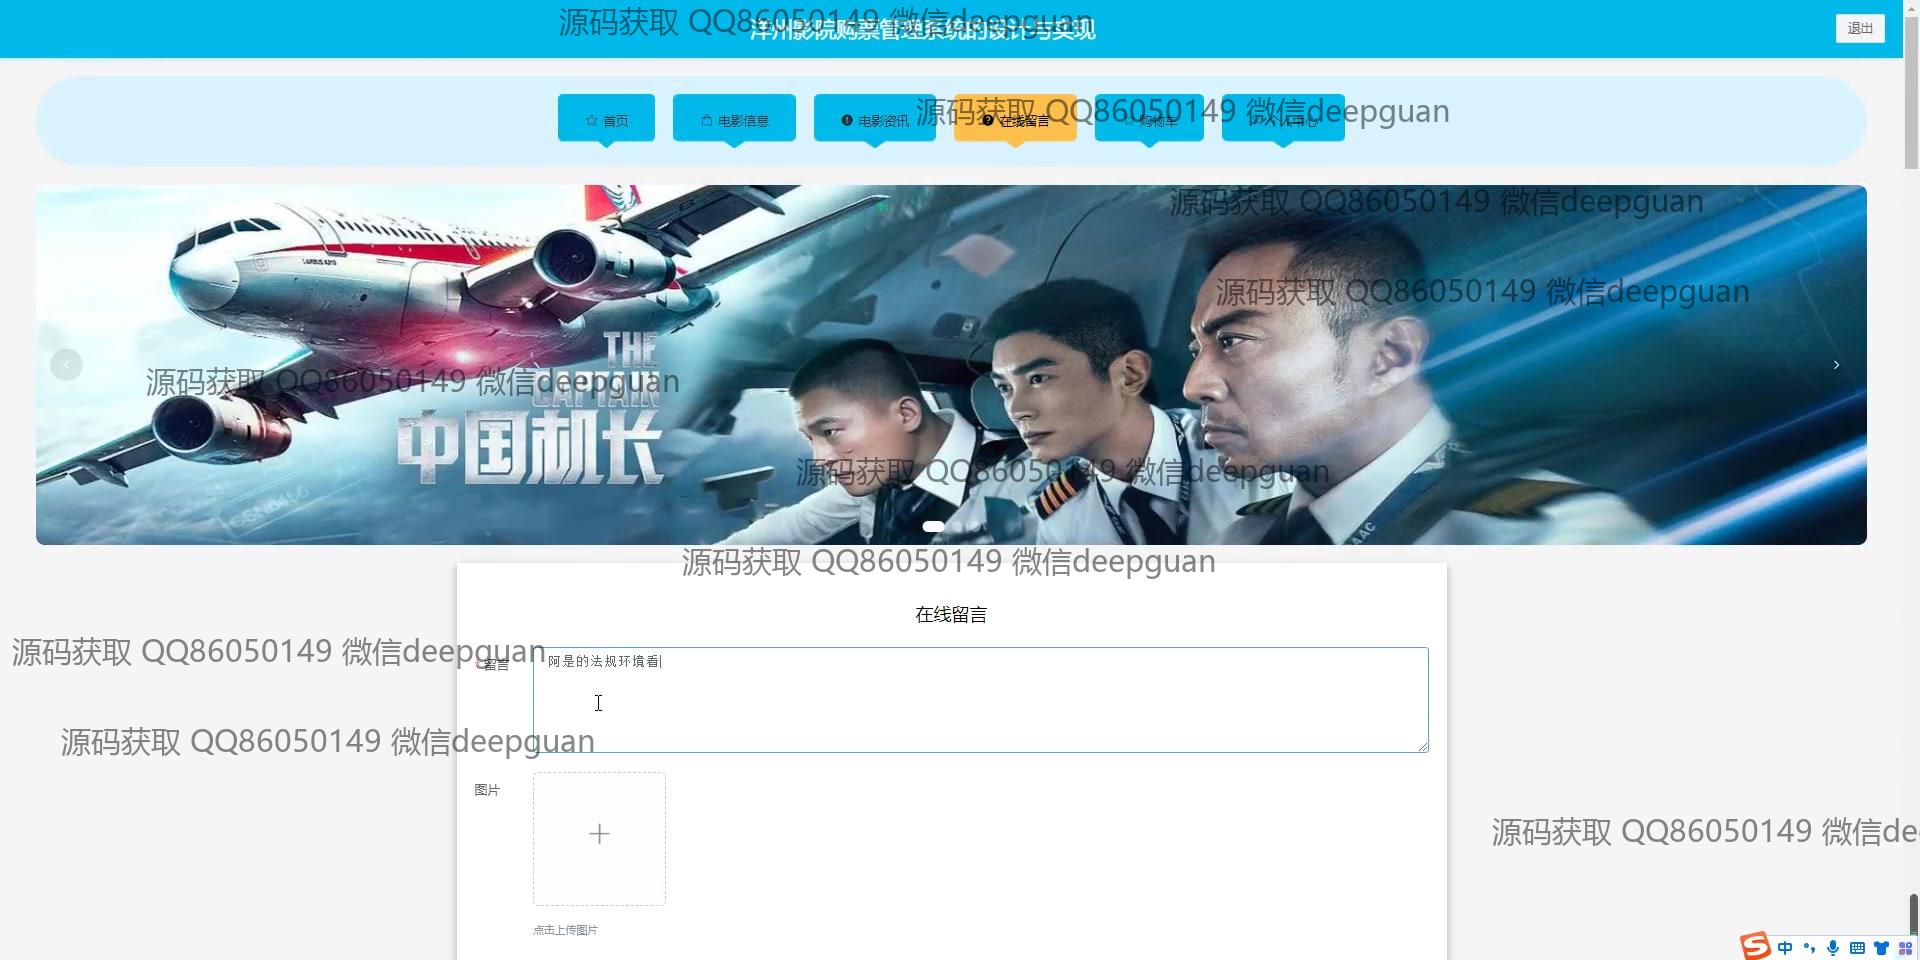 源码获取 QQ86050149 微信deepguan
洋州影院购票管理系统的设计与实现
退出
首页
电影信息
电影资讯
在线留言
购物车
个人中心
源码获取 QQ86050149 微信deepguan
源码获取 QQ86050149 微信deepguan
源码获取 QQ86050149 微信deepguan
THE
CAPTAIN
中国机长
源码获取 QQ86050149 微信deepguan
源码获取 QQ86050149 微信deepguan
源码获取 QQ86050149 微信deepguan
在线留言
源码获取 QQ86050149 微信deepguan
*留言
阿是的法规环境看
源码获取 QQ86050149 微信deepguan
图片
源码获取 QQ86050149 微信de
点击上传图片
中